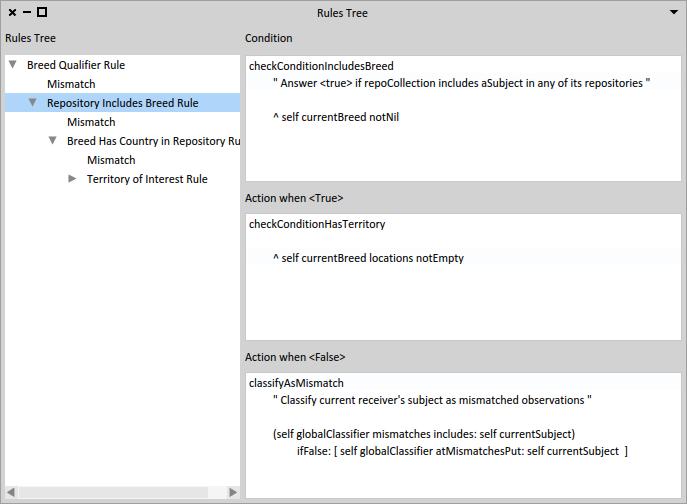 Rules Tree
Rules Tree
Breed Qualifier Rule
Mismatch
Repository Includes Breed Rule
Mismatch
Breed Has Country in Repository Ru
Mismatch
Territory of Interest Rule
Condition
checkConditionIncludesBreed
" Answer <true> if repoCollection includes aSubject in any of its repositories "
^ self currentBreed notNil
Action when <True>
checkConditionHasTerritory
^ self currentBreed locations notEmpty
Action when <False>
classifyAsMismatch
" Classify current receiver's subject as mismatched observations "
(self globalClassifier mismatches includes: self currentSubject)
ifFalse: [ self globalClassifier atMismatchesPut: self currentSubject  ]